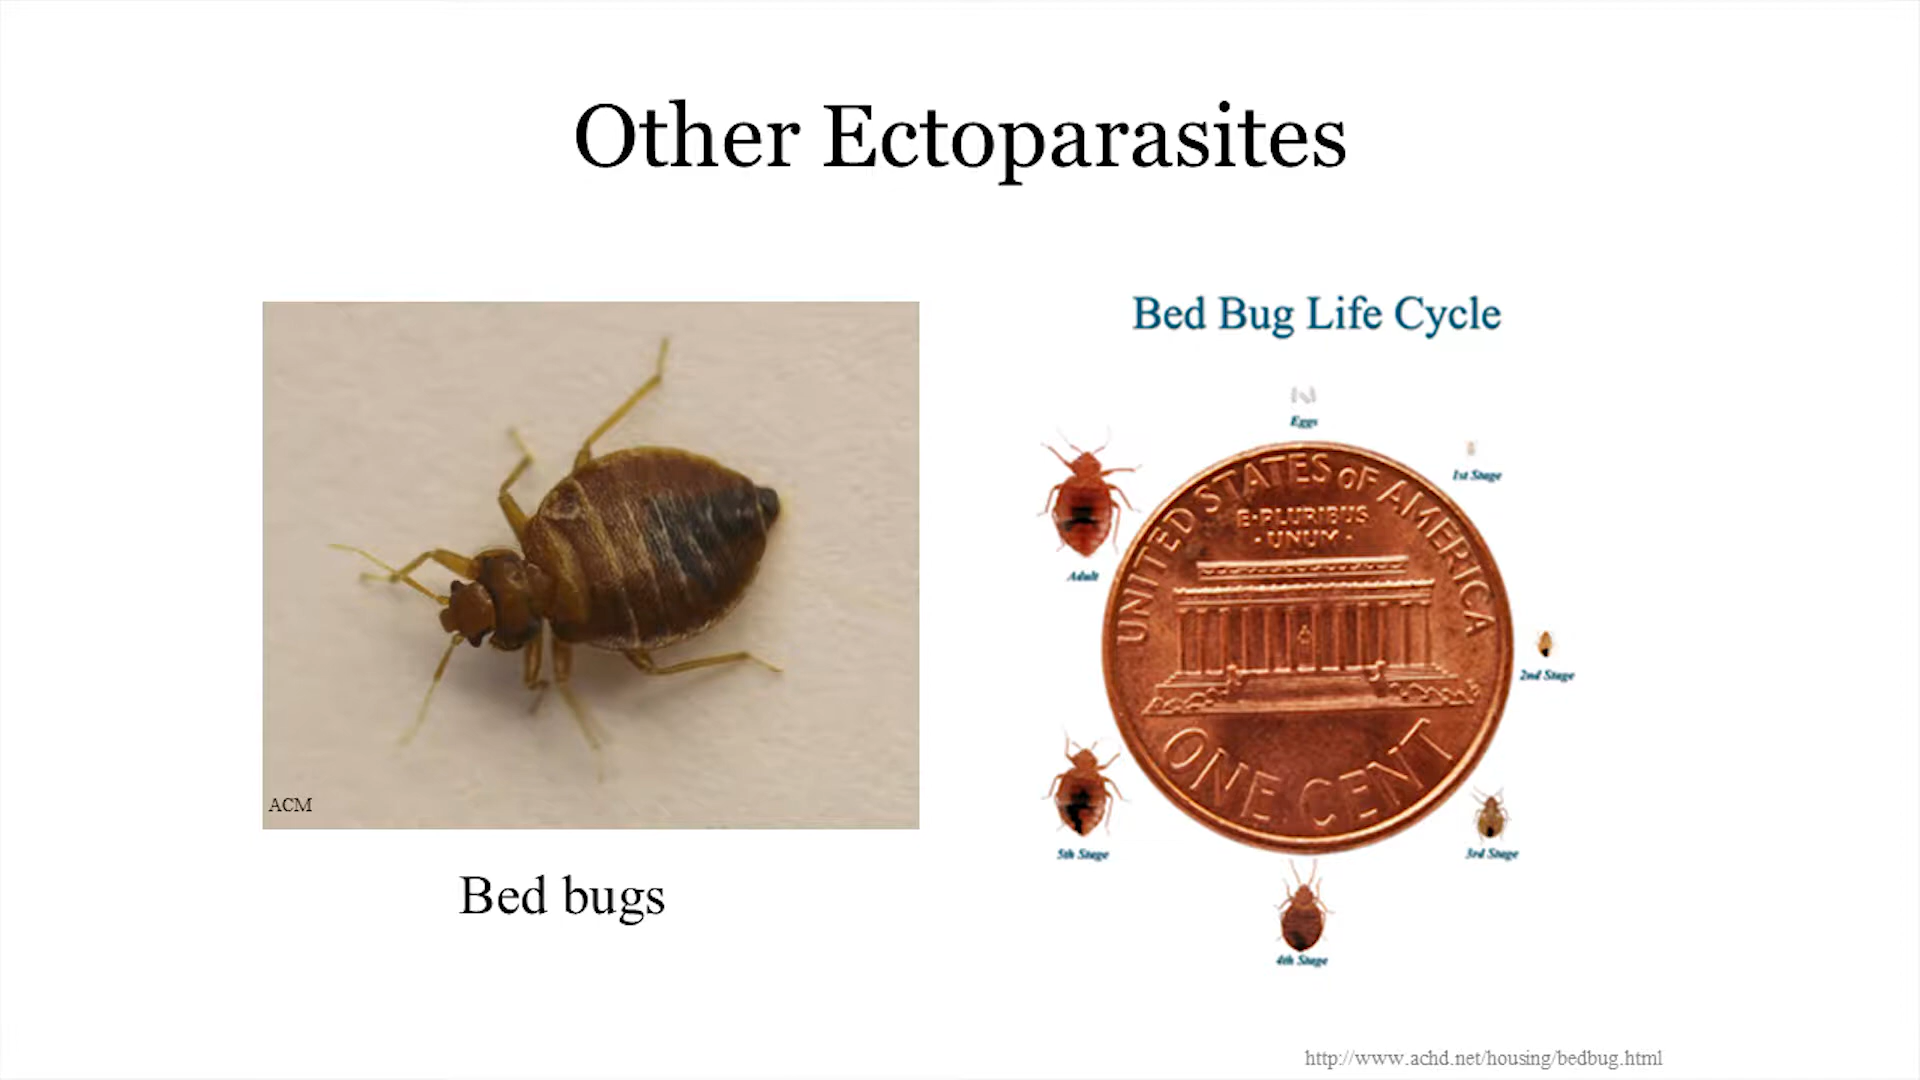 Other Ectoparasites
ACM
Bed bugs
Bed Bug Life Cycle
Eggs
1st Stage
2nd Stage
3rd Stage
4th Stage
5th Stage
Adult
UNITED STATES OF AMERICA
E·PLURIBUS
·UNUM·
ONE CENT
http://www.achd.net/housing/bedbug.html